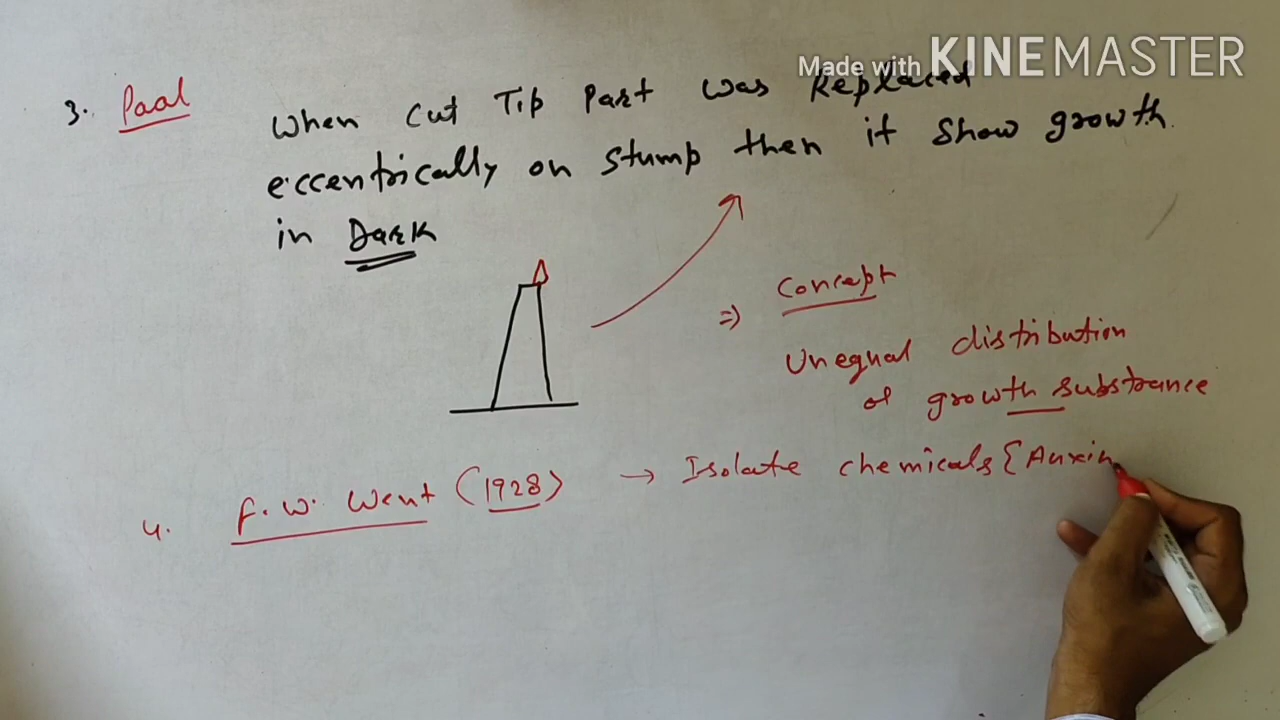 Made with KINEMASTER
3. Paal
When cut Tip Part was Replaced
eccentrically on stump then it show growth
in Dark
⇒ Concept
Unequal distribution
of growth substrance
4. F.W. Went (1928) → Isolate chemicals {Auxin